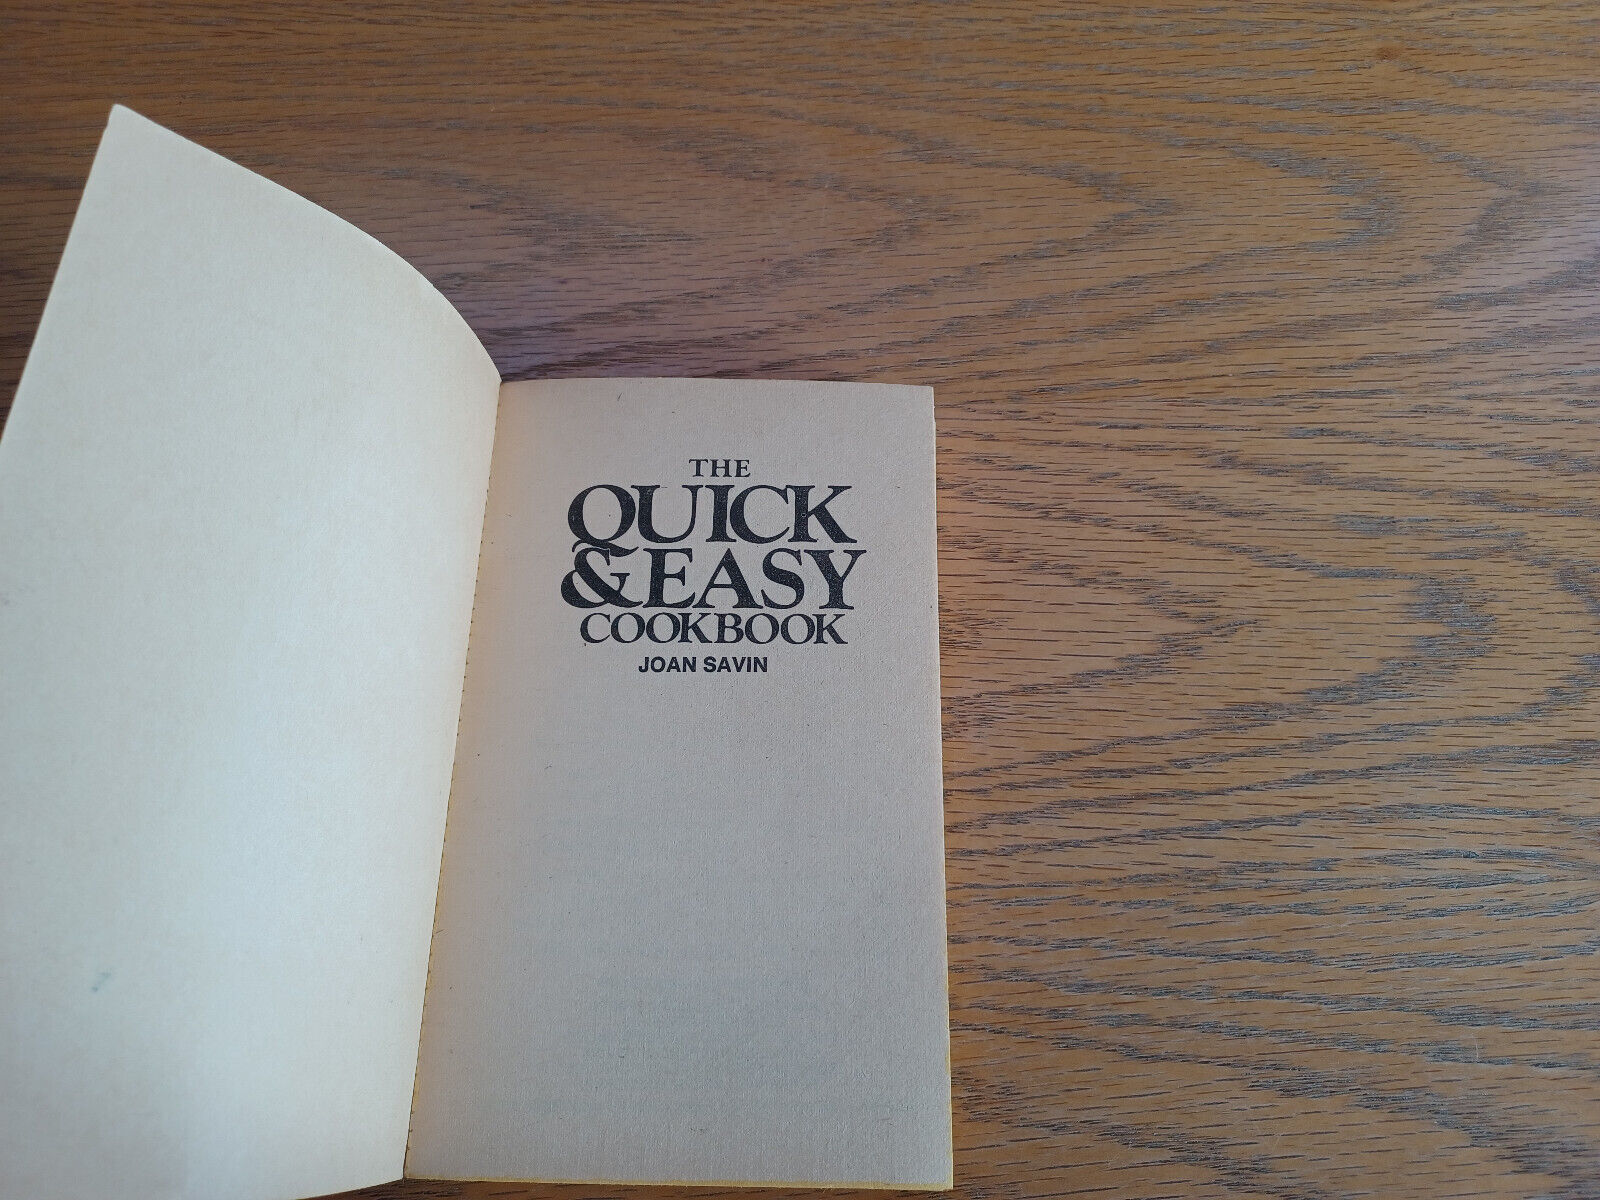 THE
QUICK
& EASY
COOKBOOK
JOAN SAVIN